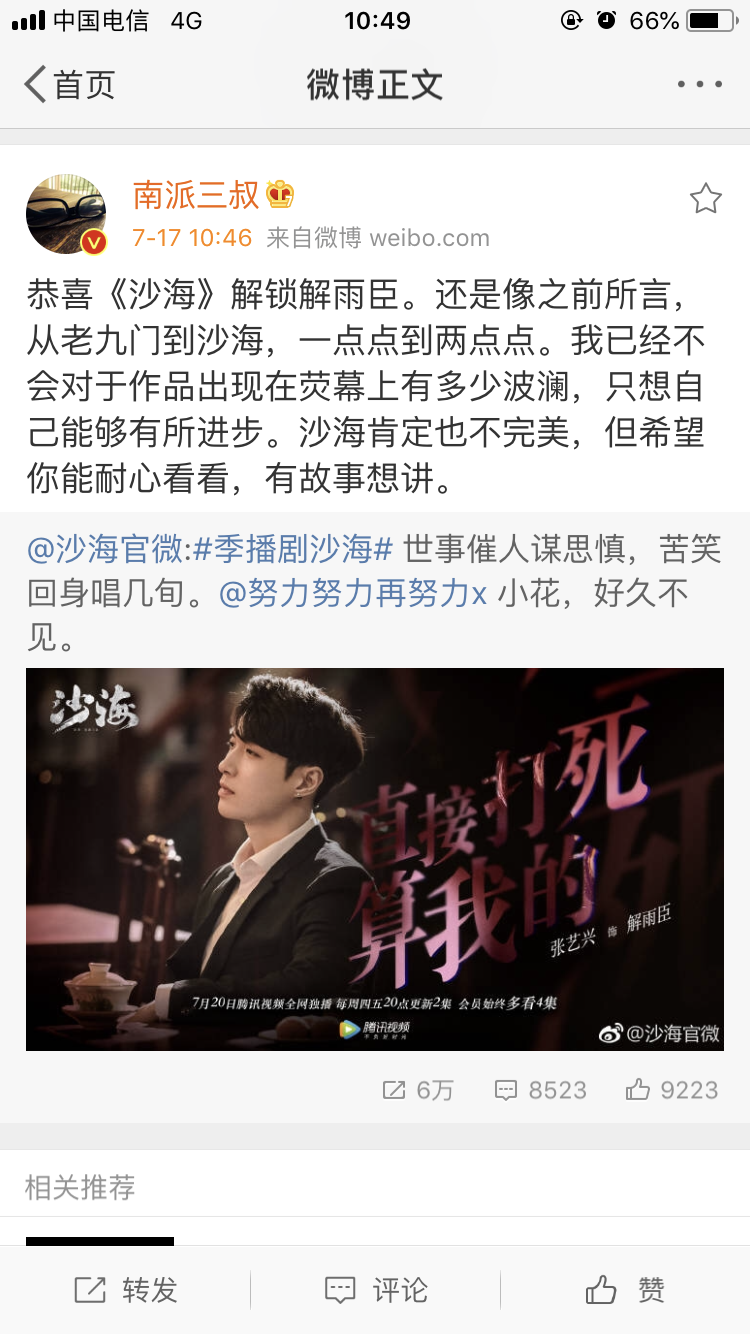 中国电信 4G 10:49 66%
首页 微博正文
南派三叔
7-17 10:46 来自微博 weibo.com
恭喜《沙海》解锁解雨臣。还是像之前所言，
从老九门到沙海，一点点到两点点。我已经不
会对于作品出现在荧幕上有多少波澜，只想自
己能够有所进步。沙海肯定也不完美，但希望
你能耐心看看，有故事想讲。
@沙海官微:#季播剧沙海# 世事催人谋思慎，苦笑
回身唱几旬。@努力努力再努力x 小花，好久不
见。
沙海
直接打死
算我的
张艺兴 饰 解雨臣
7月20日腾讯视频全网独播 每周四五20点更新2集 会员始终多看4集
腾讯视频
不负好时光
@沙海官微
6万 8523 9223
相关推荐
转发 评论 赞